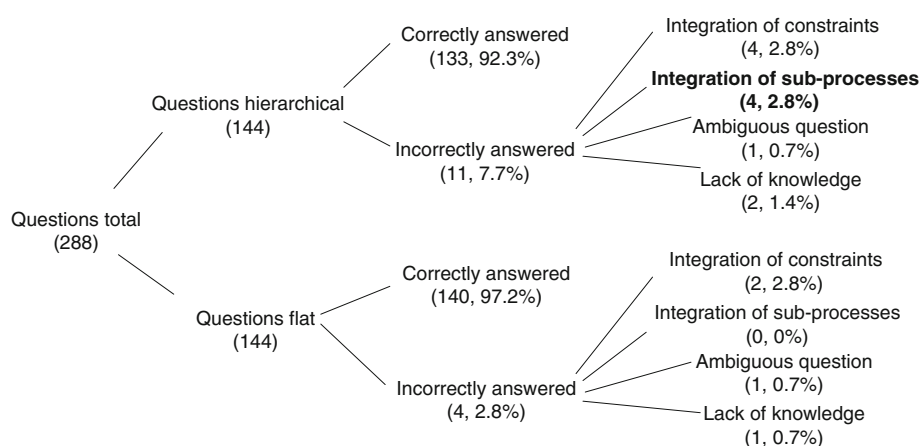 Questions total
(288)
Questions hierarchical
(144)
Correctly answered
(133, 92.3%)
Incorrectly answered
(11, 7.7%)
Integration of constraints
(4, 2.8%)
Integration of sub-processes
(4, 2.8%)
Ambiguous question
(1, 0.7%)
Lack of knowledge
(2, 1.4%)
Questions flat
(144)
Correctly answered
(140, 97.2%)
Incorrectly answered
(4, 2.8%)
Integration of constraints
(2, 2.8%)
Integration of sub-processes
(0, 0%)
Ambiguous question
(1, 0.7%)
Lack of knowledge
(1, 0.7%)